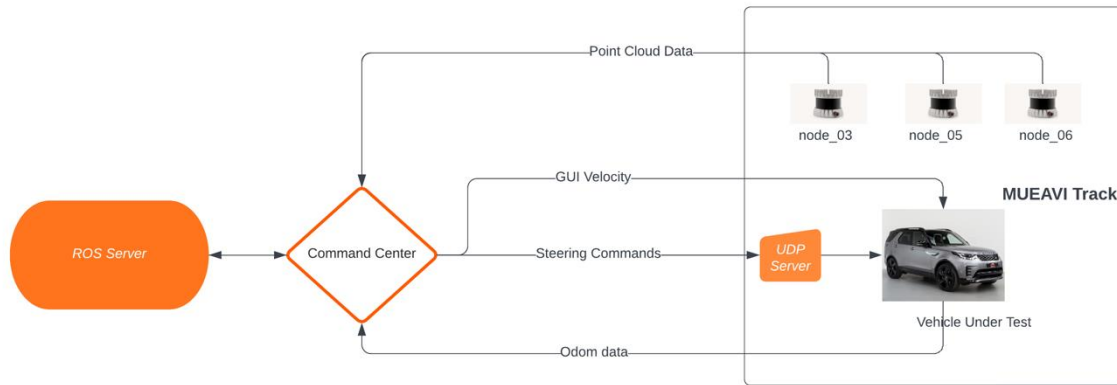 Point Cloud Data
node_03
node_05
node_06
GUI Velocity
MUEAVI Track
ROS Server
Command Center
Steering Commands
UDP
Server
Vehicle Under Test
Odom data